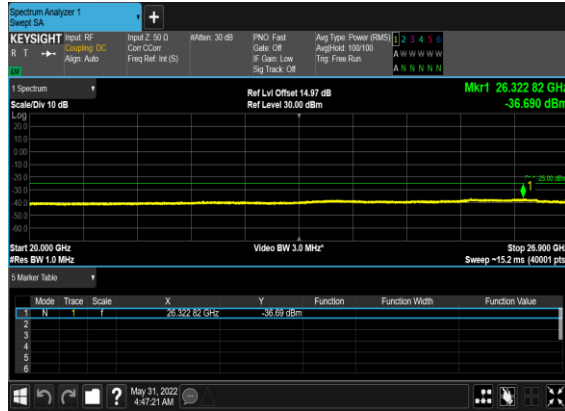 Spectrum Analyzer 1
Swept SA
KEYSIGHT Input: RF Input Z: 50 Ω #Atten: 30 dB PNO: Fast Avg Type: Power (RMS) 1 2 3 4 5 6
R T Coupling: DC Corr CCorr Gate: Off Avg|Hold: 100/100 A W W W W W
Align: Auto Freq Ref: Int (S) IF Gain: Low Trig: Free Run
Sig Track: Off A N N N N N
1 Spectrum Ref Lvl Offset 14.97 dB Mkr1 26.322 82 GHz
Scale/Div 10 dB Ref Level 30.00 dBm -36.690 dBm
Log
20.0
10.0
0.00
-10.0
-20.0
-25.00 dBm
1
-30.0
-40.0
-50.0
-60.0
Start 20.000 GHz Video BW 3.0 MHz* Stop 26.900 GHz
#Res BW 1.0 MHz Sweep ~15.2 ms (40001 pts)
5 Marker Table
Mode Trace Scale X Y Function Function Width Function Value
1 N 1 f 26.322 82 GHz -36.69 dBm
2
3
4
5
6
? May 31, 2022
4:47:21 AM